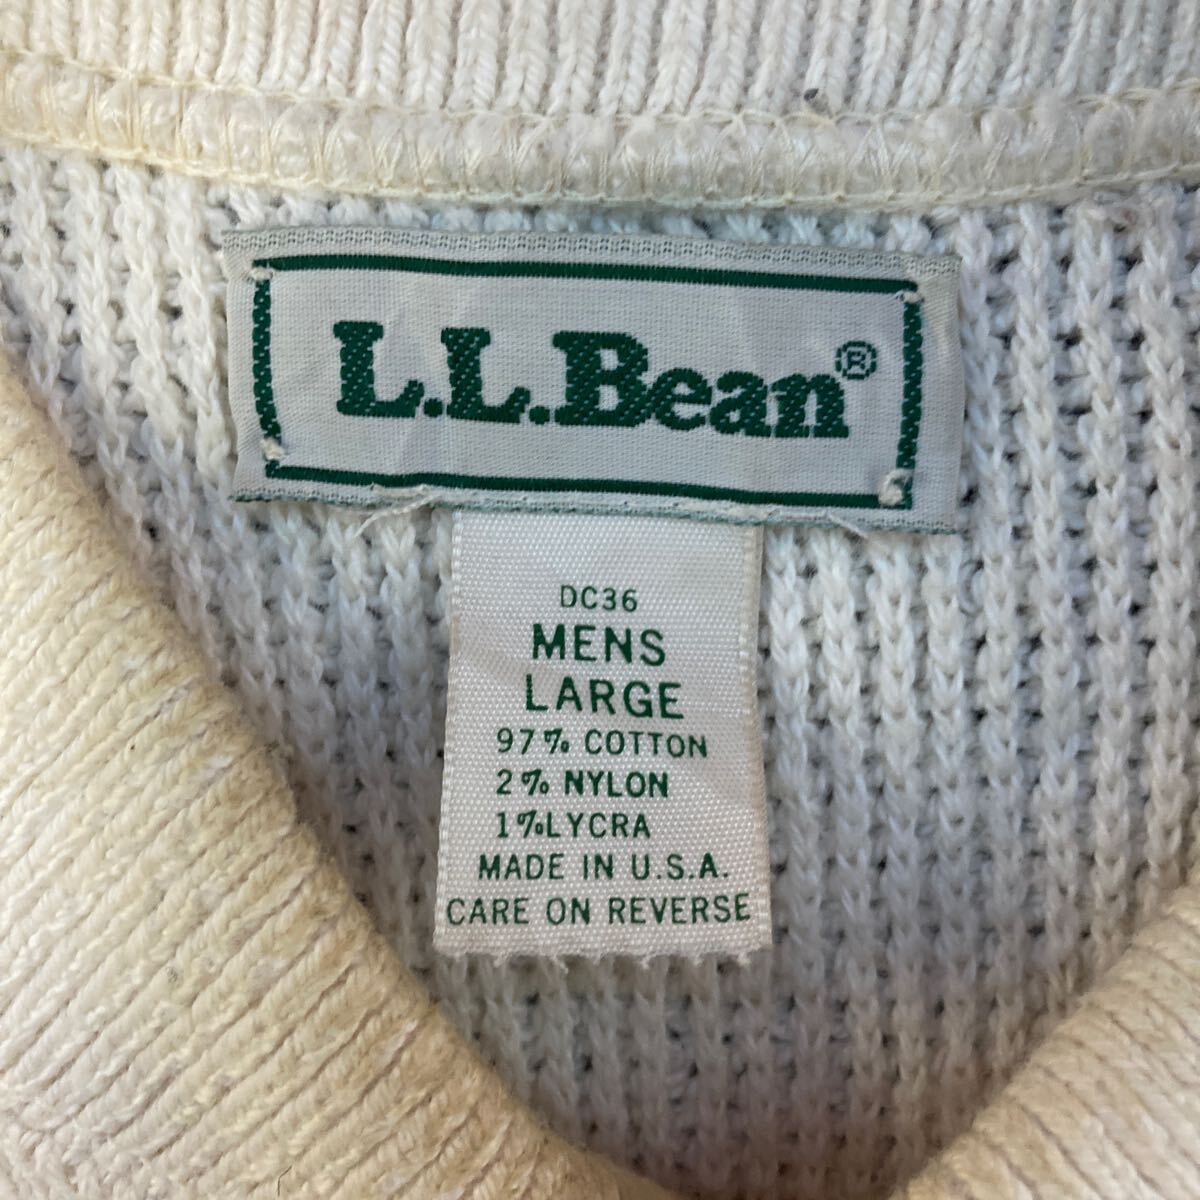 L.L.Bean®
DC36
MENS
LARGE
97% COTTON
2% NYLON
1%LYCRA
MADE IN U.S.A.
CARE ON REVERSE